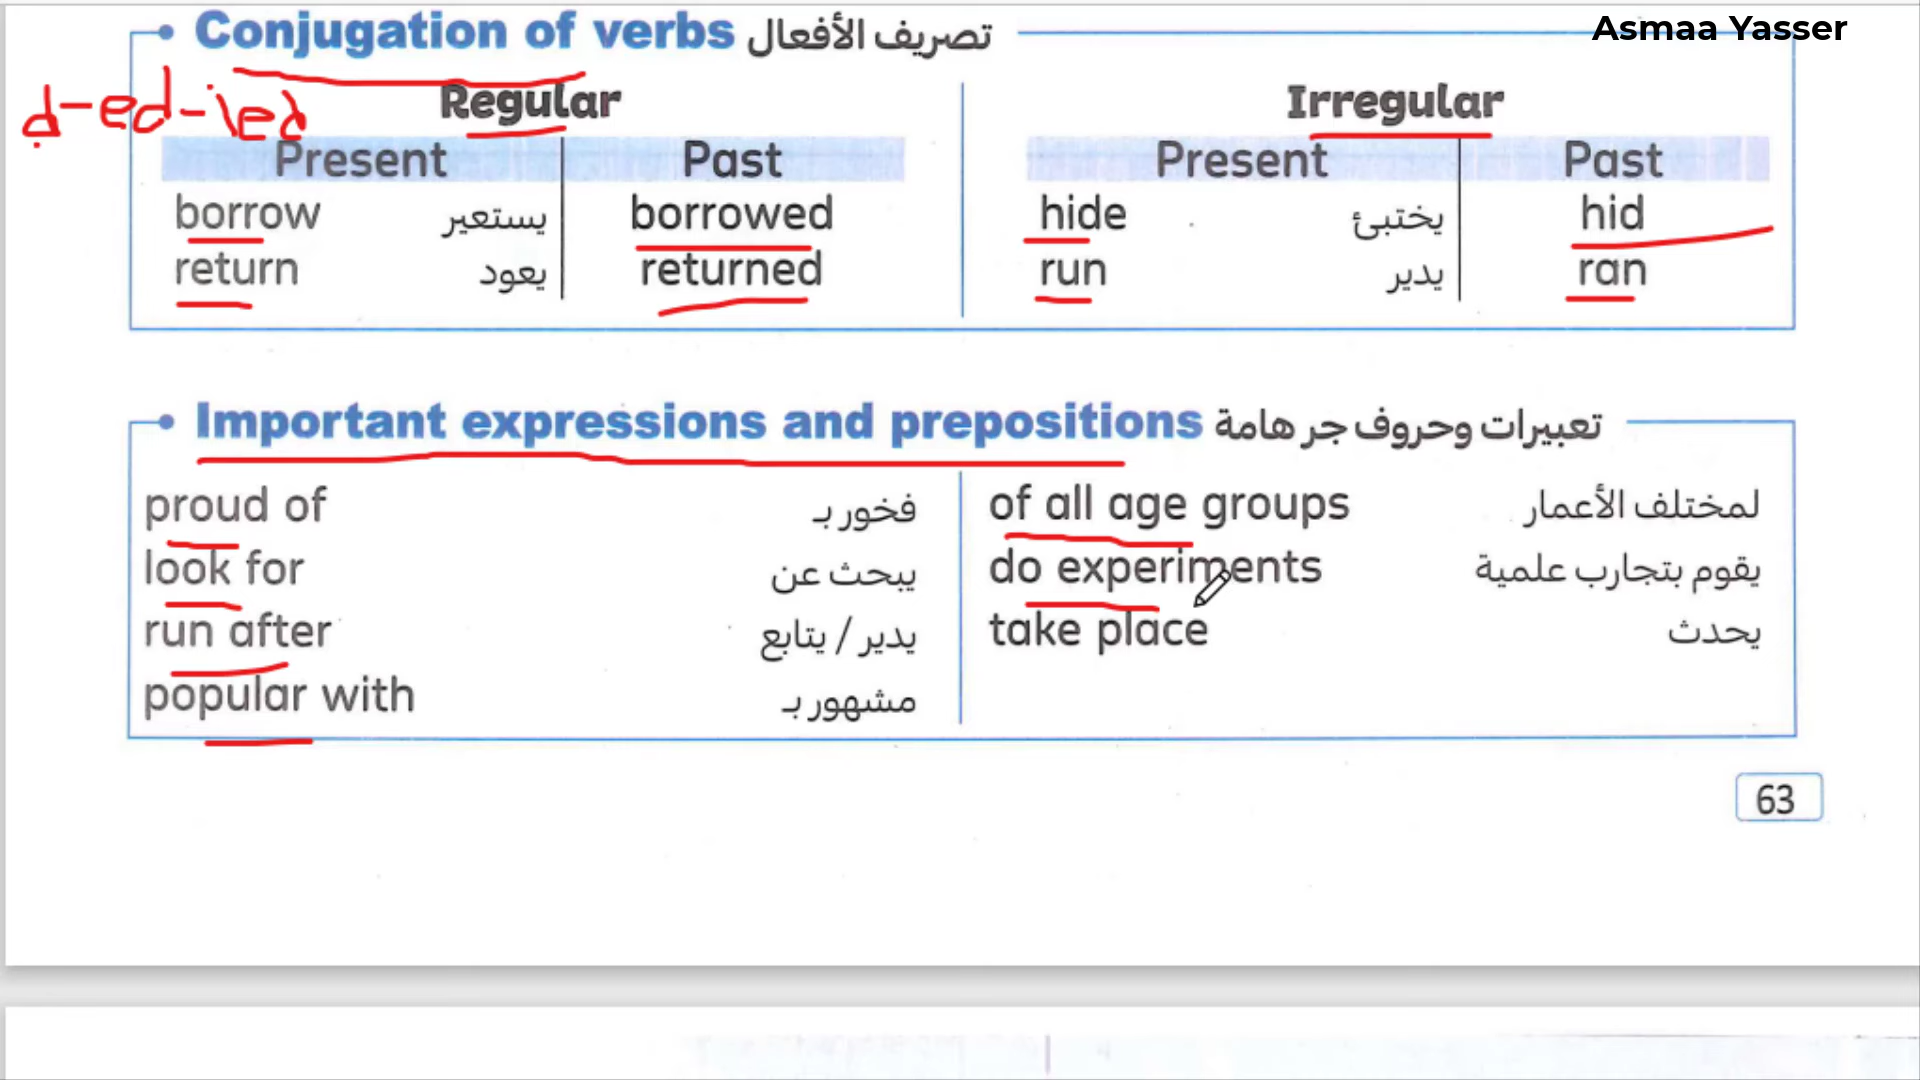 Asmaa Yasser
Conjugation of verbs تصريف الأفعال
d-ed-ied
Regular
Irregular
Present Past
Present Past
borrow يستعير borrowed
hide يختبئ hid
return يعود returned
run يدير ran
Important expressions and prepositions تعبيرات وحروف جر هامة
proud of فخور بـ
of all age groups لمختلف الأعمار
look for يبحث عن
do experiments يقوم بتجارب علمية
run after يدير / يتابع
take place يحدث
popular with مشهور بـ
63